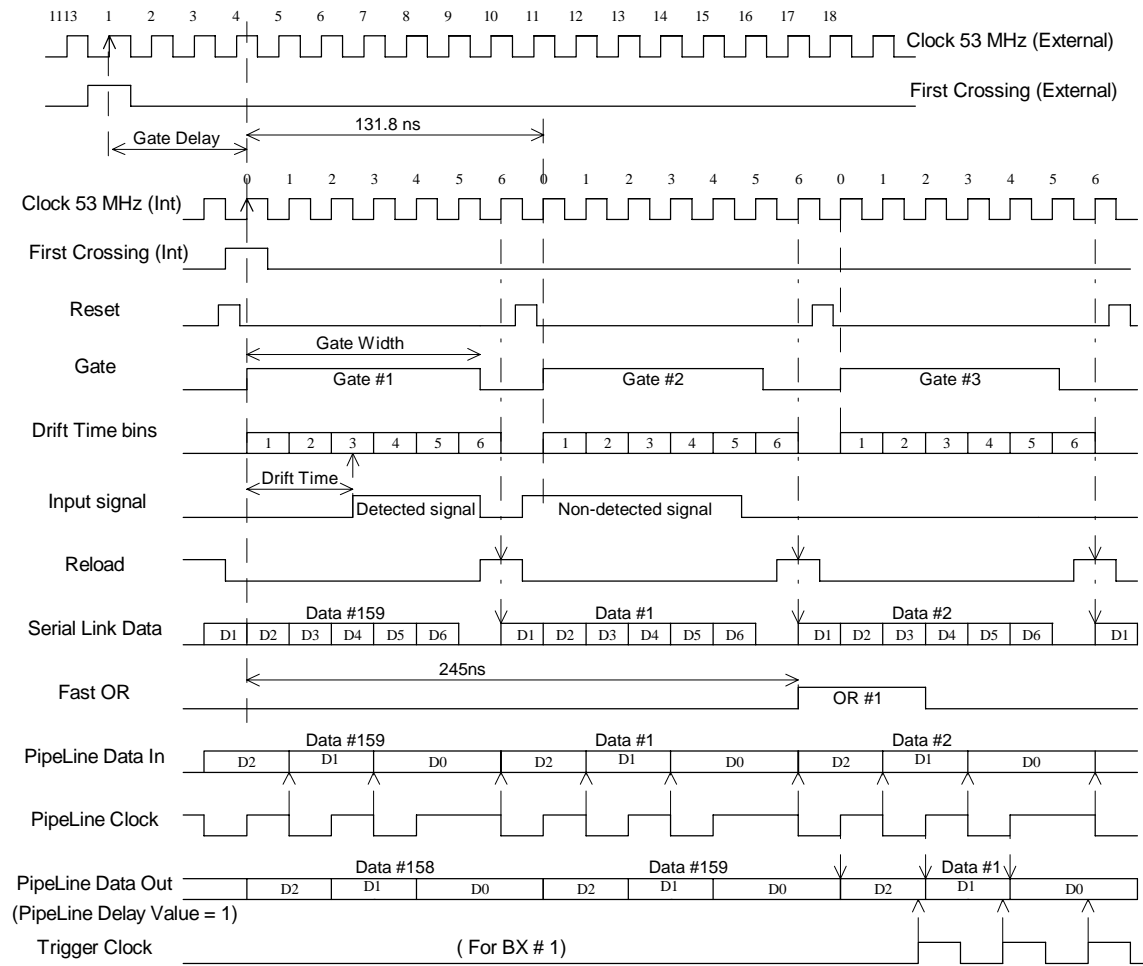 1113 1 2 3 4 5 6 7 8 9 10 11 12 13 14 15 16 17 18
Clock 53 MHz (External)
First Crossing (External)
131.8 ns
Gate Delay
0 1 2 3 4 5 6 0 1 2 3 4 5 6 0 1 2 3 4 5 6
Clock 53 MHz (Int)
First Crossing (Int)
Reset
Gate Width
Gate
Gate #1 Gate #2 Gate #3
Drift Time bins
1 2 3 4 5 6 1 2 3 4 5 6 1 2 3 4 5 6
Drift Time
Input signal
Detected signal Non-detected signal
Reload
Data #159 Data #1 Data #2
Serial Link Data
D1 D2 D3 D4 D5 D6 D1 D2 D3 D4 D5 D6 D1 D2 D3 D4 D5 D6 D1
245ns
Fast OR
OR #1
Data #159 Data #1 Data #2
PipeLine Data In
D2 D1 D0 D2 D1 D0 D2 D1 D0
PipeLine Clock
Data #158 Data #159 Data #1
PipeLine Data Out
D2 D1 D0 D2 D1 D0 D2 D1 D0
(PipeLine Delay Value = 1)
Trigger Clock ( For BX # 1)